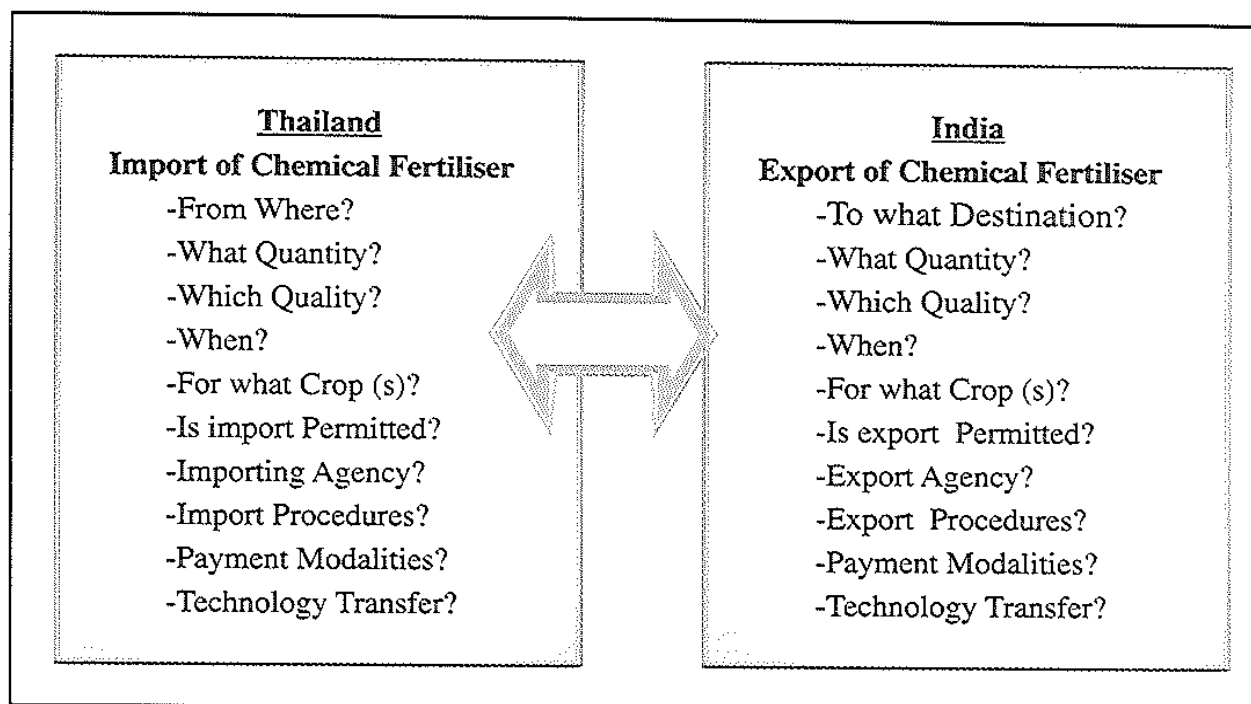 Thailand
Import of Chemical Fertiliser
-From Where?
-What Quantity?
-Which Quality?
-When?
-For what Crop (s)?
-Is import Permitted?
-Importing Agency?
-Import Procedures?
-Payment Modalities?
-Technology Transfer?
India
Export of Chemical Fertiliser
-To what Destination?
-What Quantity?
-Which Quality?
-When?
-For what Crop (s)?
-Is export Permitted?
-Export Agency?
-Export Procedures?
-Payment Modalities?
-Technology Transfer?